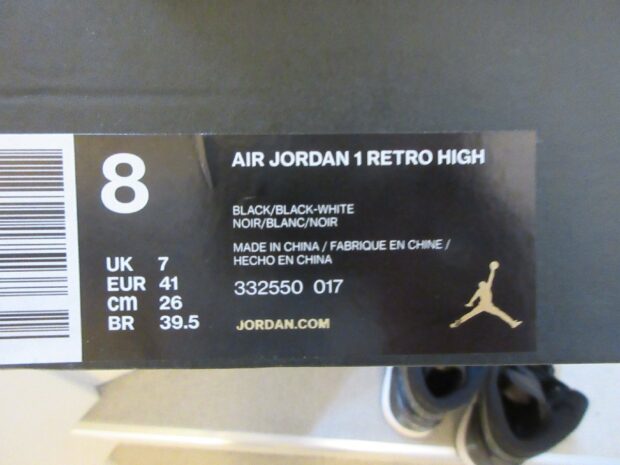 8
AIR JORDAN 1 RETRO HIGH
BLACK/BLACK-WHITE
NOIR/BLANC/NOIR
MADE IN CHINA / FABRIQUE EN CHINE /
HECHO EN CHINA
UK 7
EUR 41
cm 26
BR 39.5
332550 017
JORDAN.COM